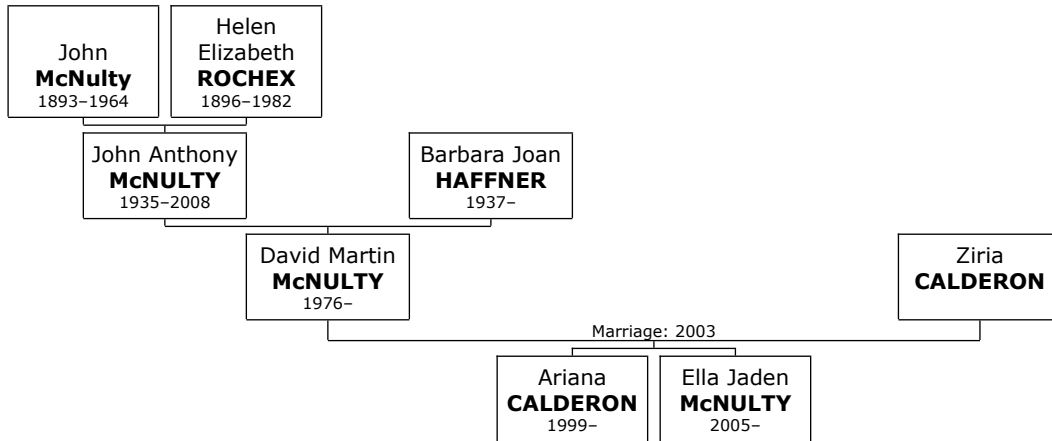 John
McNulty
1893–1964
Helen
Elizabeth
ROCHEX
1896–1982
John Anthony
McNULTY
1935–2008
Barbara Joan
HAFFNER
1937–
David Martin
McNULTY
1976–
Ziria
CALDERON
Marriage: 2003
Ariana
CALDERON
1999–
Ella Jaden
McNULTY
2005–